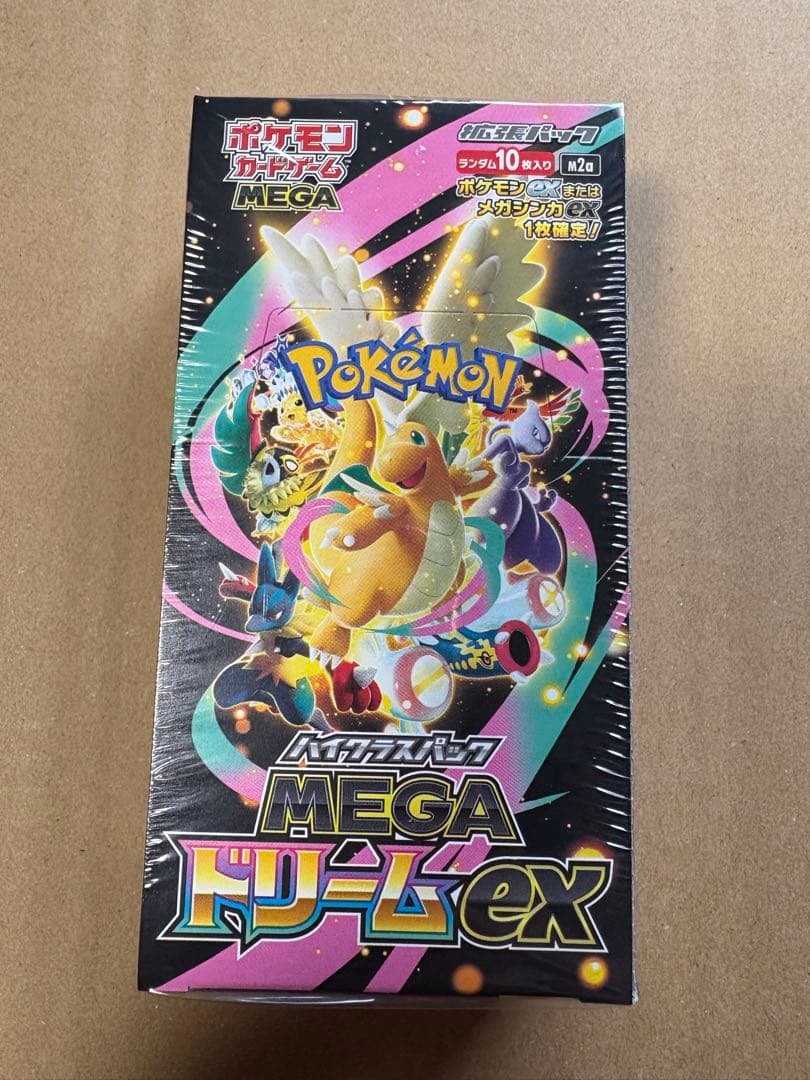 ポケモン
カードゲーム
MEGA
拡張パック
ランダム10枚入り
M2a
ポケモンexまたは
メガシンカex
1枚確定!
POKéMON
TM
ハイクラスパック
MEGA
ドリームex